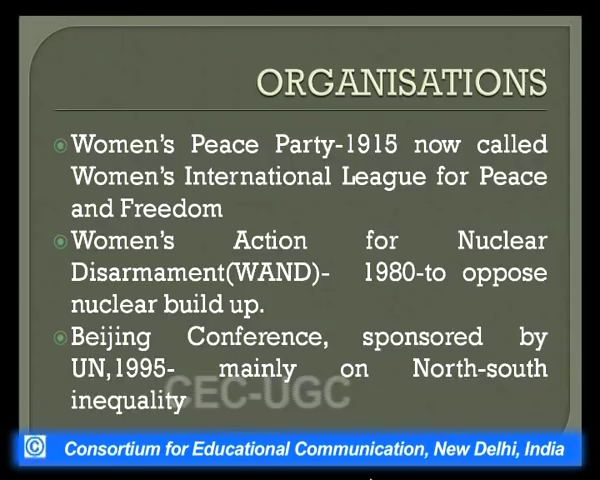 ORGANISATIONS
Women's Peace Party-1915 now called
Women's International League for Peace
and Freedom
Women's Action for Nuclear
Disarmament(WAND)- 1980-to oppose
nuclear build up.
Beijing Conference, sponsored by
UN,1995- mainly on North-south
inequality
CEC-UGC
© Consortium for Educational Communication, New Delhi, India